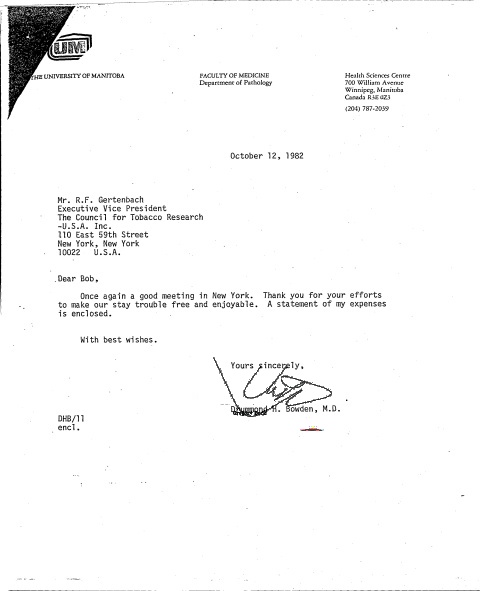 UM
THE UNIVERSITY OF MANITOBA
FACULTY OF MEDICINE
Department of Pathology
Health Sciences Centre
700 William Avenue
Winnipeg, Manitoba
Canada R3E 0Z3
(204) 787-2059
October 12, 1982
Mr. R.F. Gertenbach
Executive Vice President
The Council for Tobacco Research
-U.S.A. Inc.
110 East 59th Street
New York, New York
10022 U.S.A.
Dear Bob,
Once again a good meeting in New York. Thank you for your efforts
to make our stay trouble free and enjoyable. A statement of my expenses
is enclosed.
With best wishes.
Yours sincerely,
Drummond H. Bowden, M.D.
DHB/11
encl.